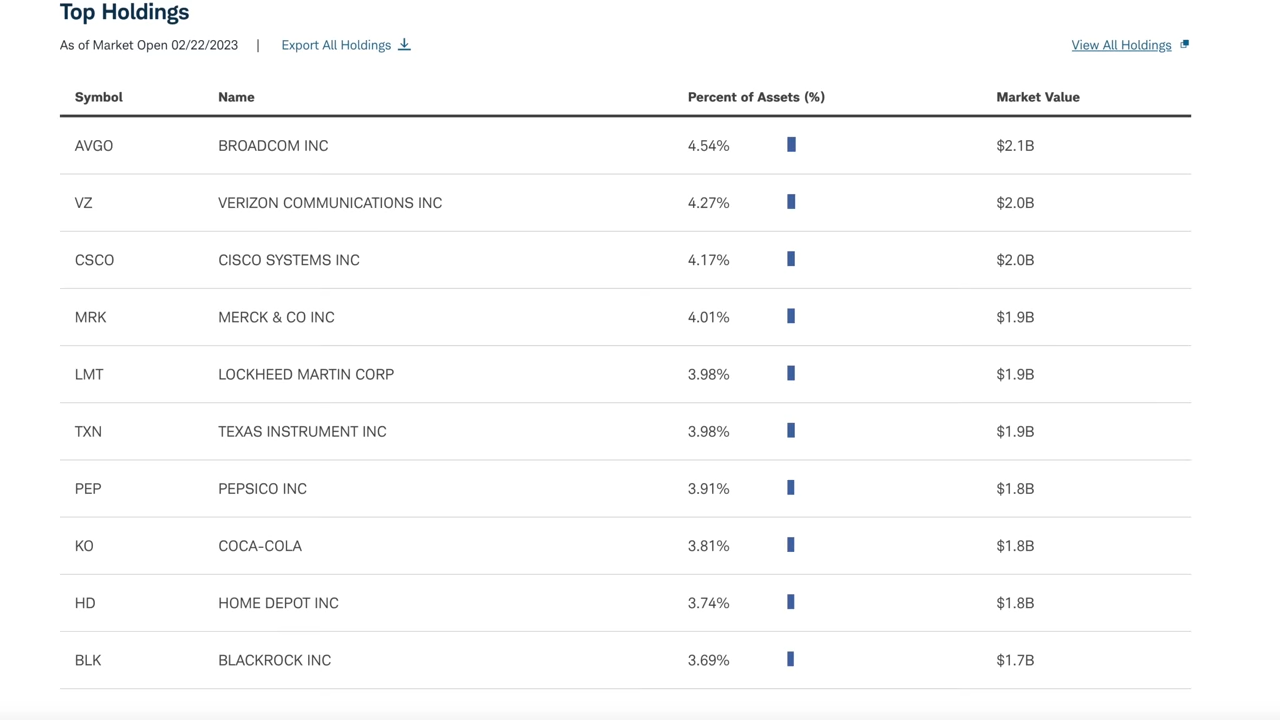 Top Holdings
As of Market Open 02/22/2023 | Export All Holdings View All Holdings
Symbol Name Percent of Assets (%) Market Value
AVGO BROADCOM INC 4.54% $2.1B
VZ VERIZON COMMUNICATIONS INC 4.27% $2.0B
CSCO CISCO SYSTEMS INC 4.17% $2.0B
MRK MERCK & CO INC 4.01% $1.9B
LMT LOCKHEED MARTIN CORP 3.98% $1.9B
TXN TEXAS INSTRUMENT INC 3.98% $1.9B
PEP PEPSICO INC 3.91% $1.8B
KO COCA-COLA 3.81% $1.8B
HD HOME DEPOT INC 3.74% $1.8B
BLK BLACKROCK INC 3.69% $1.7B